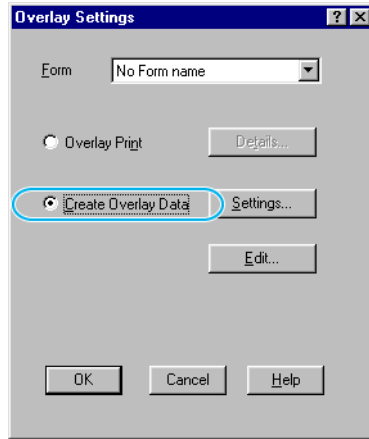 Overlay Settings
Form No Form name
Overlay Print Details...
Create Overlay Data Settings...
Edit...
OK Cancel Help